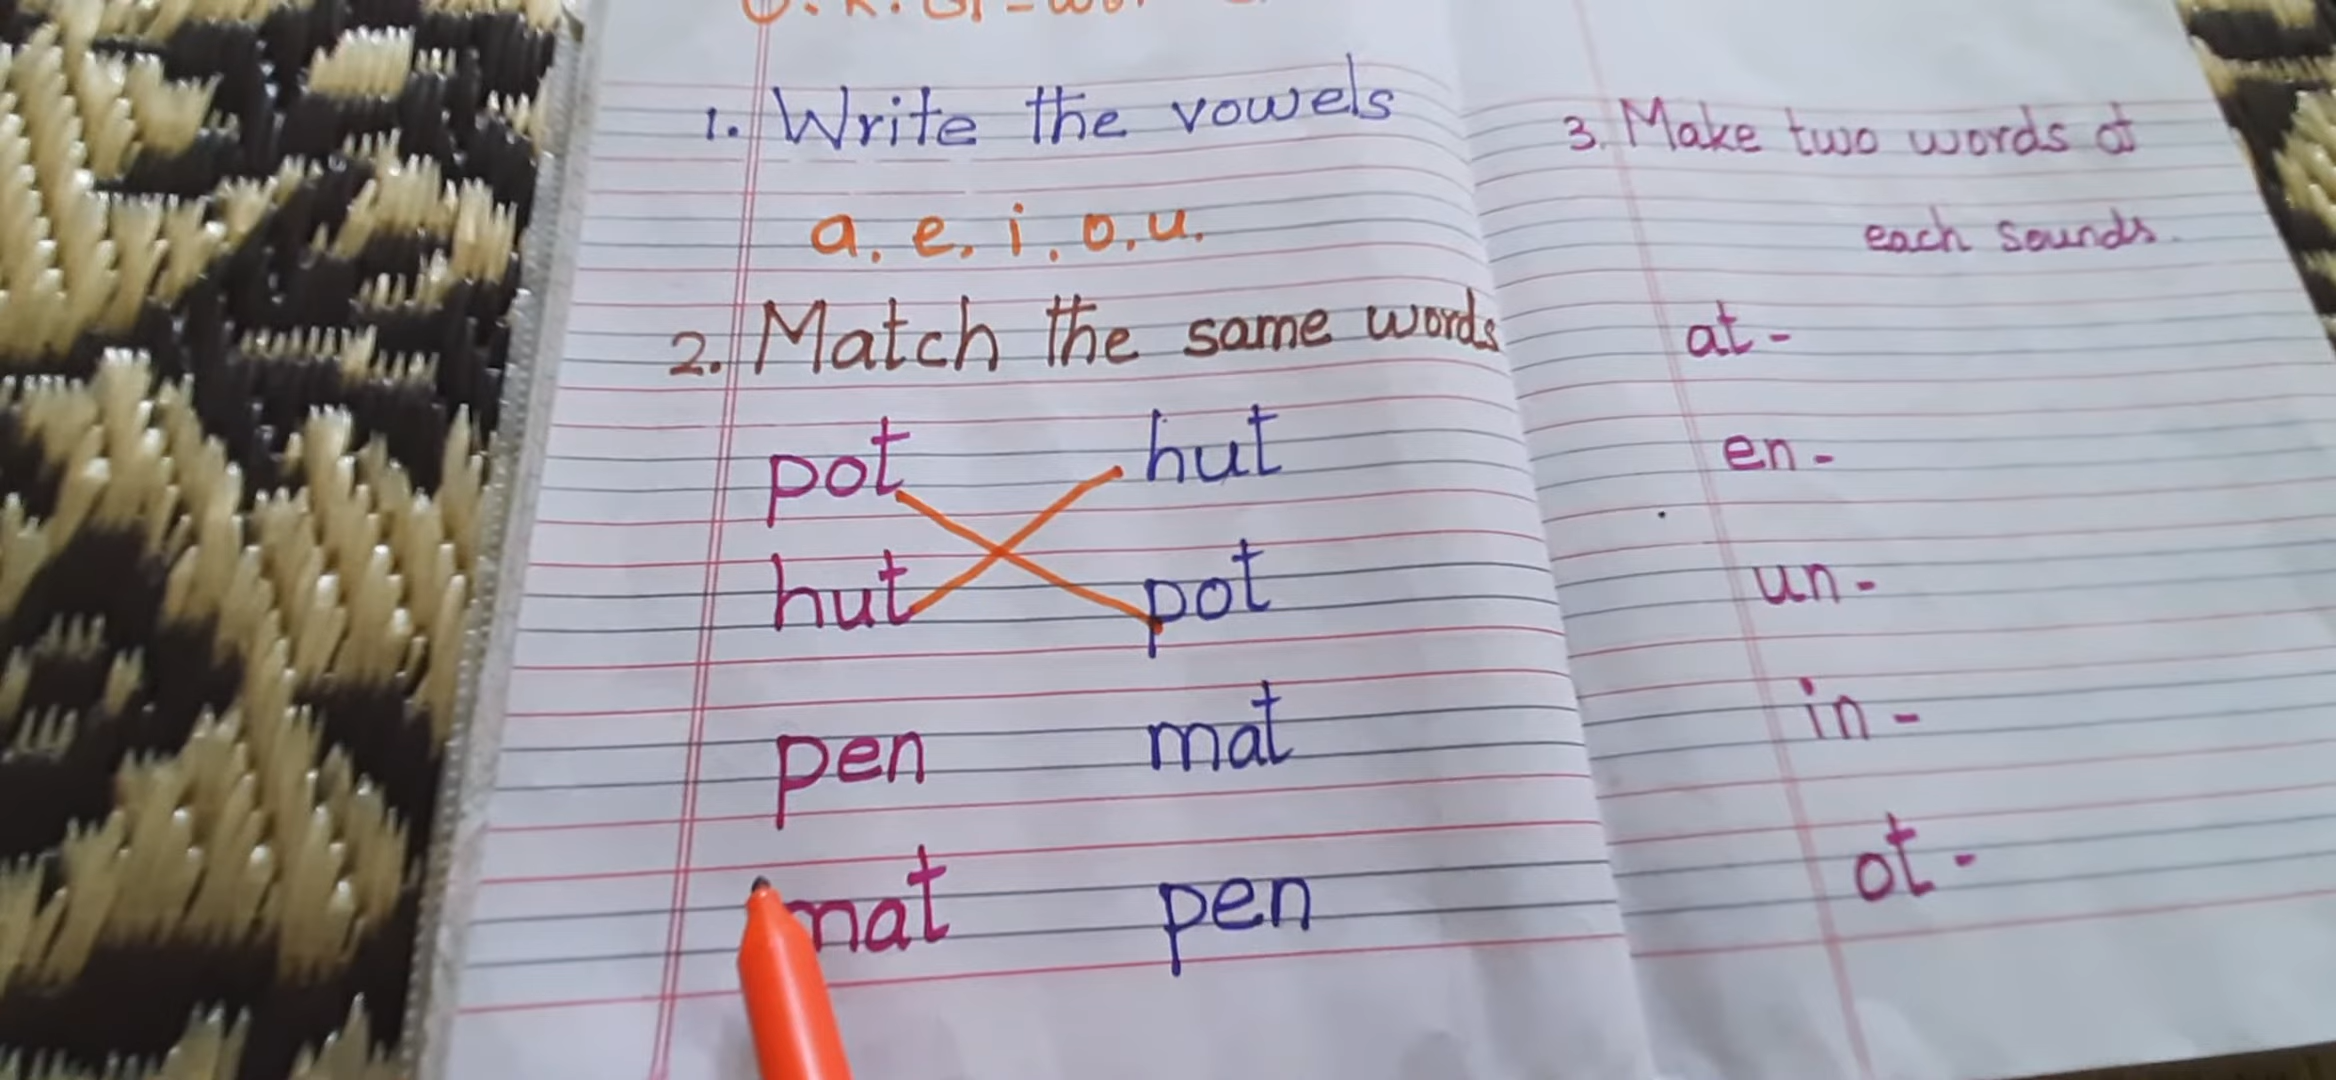 1. Write the vowels
a. e. i. o. u.
2. Match the same words
pot hut
hut pot
pen mat
mat pen
3. Make two words at
each sounds.
at -
en -
un -
in -
ot -